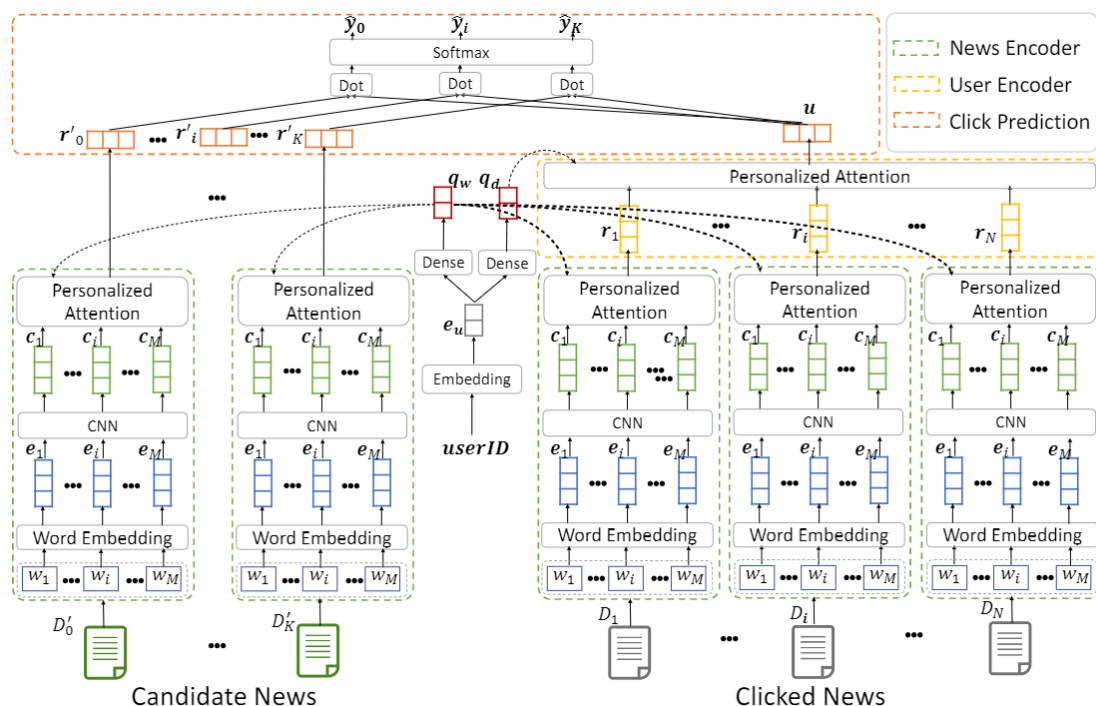 ŷ0 ŷi ŷK
Softmax
Dot Dot Dot
News Encoder
User Encoder
Click Prediction
r'0 ••• r'i ••• r'K
u
•••
qw qd
Personalized Attention
r1 ••• ri ••• rN
Dense Dense
eu
Embedding
userID
Personalized Attention
c1 ci cM
••• •••
CNN
e1 ei eM
••• •••
Word Embedding
w1 ••• wi ••• wM
D'0
Personalized Attention
c1 ci cM
••• •••
CNN
e1 ei eM
••• •••
Word Embedding
w1 ••• wi ••• wM
D'K
•••
Candidate News
Personalized Attention
c1 ci cM
••• •••
CNN
e1 ei eM
••• •••
Word Embedding
w1 ••• wi ••• wM
D1
•••
Personalized Attention
c1 ci cM
••• •••
CNN
e1 ei eM
••• •••
Word Embedding
w1 ••• wi ••• wM
Di
•••
Personalized Attention
c1 ci cM
••• •••
CNN
e1 ei eM
••• •••
Word Embedding
w1 ••• wi ••• wM
DN
Clicked News